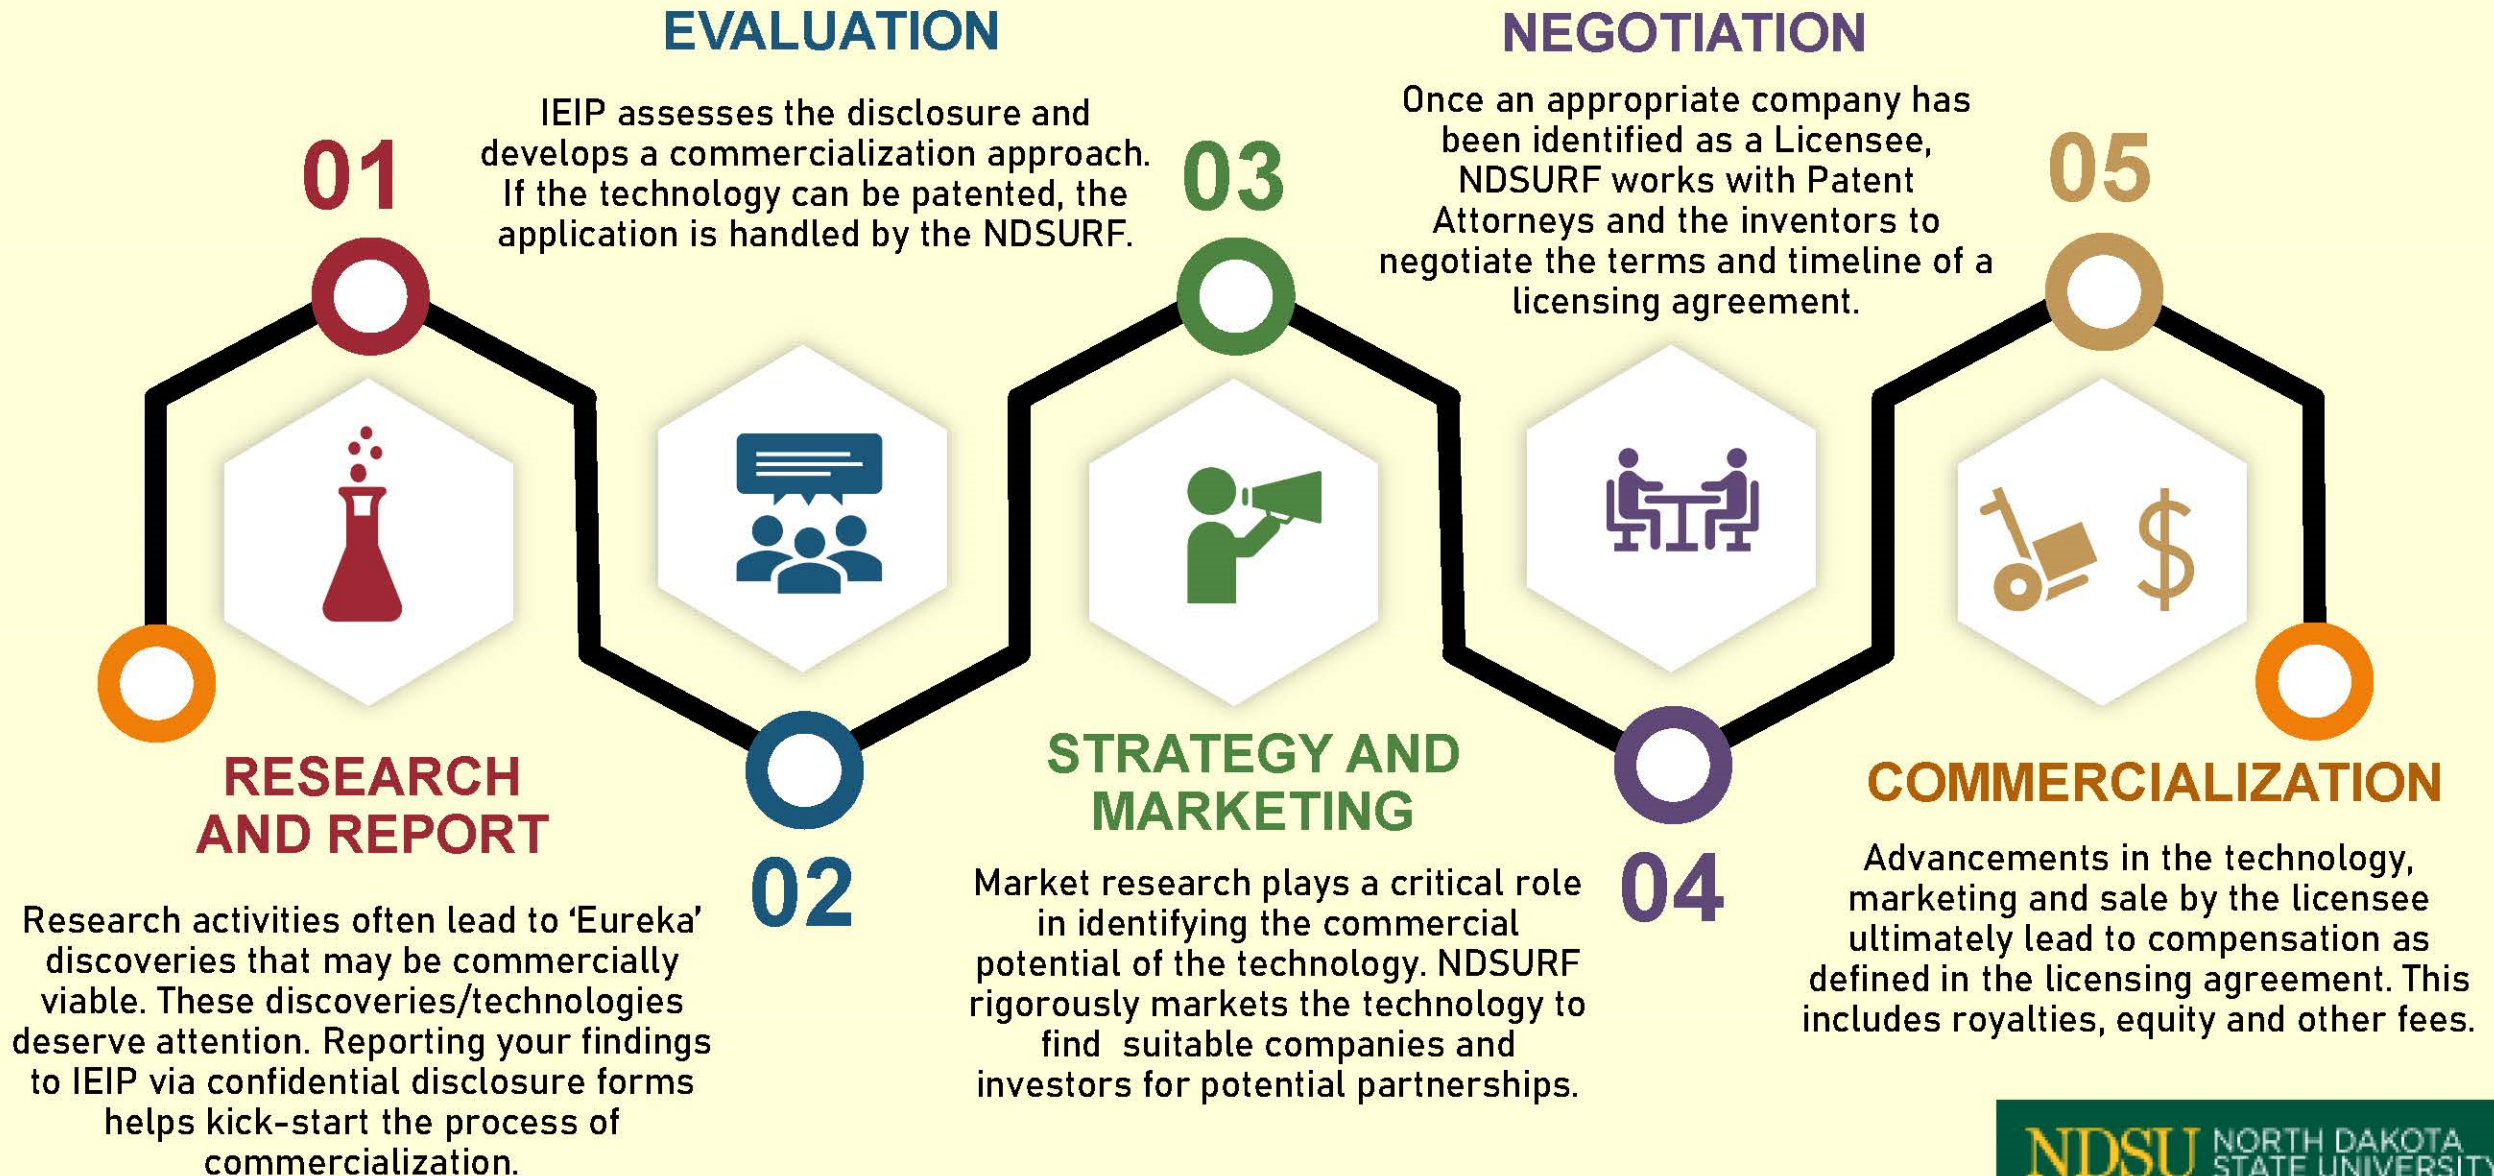 01
RESEARCH
AND REPORT
Research activities often lead to ‘Eureka’
discoveries that may be commercially
viable. These discoveries/technologies
deserve attention. Reporting your findings
to IEIP via confidential disclosure forms
helps kick-start the process of
commercialization.
EVALUATION
IEIP assesses the disclosure and
develops a commercialization approach.
If the technology can be patented, the
application is handled by the NDSURF.
02
03
STRATEGY AND
MARKETING
Market research plays a critical role
in identifying the commercial
potential of the technology. NDSURF
rigorously markets the technology to
find suitable companies and
investors for potential partnerships.
NEGOTIATION
Once an appropriate company has
been identified as a Licensee,
NDSURF works with Patent
Attorneys and the inventors to
negotiate the terms and timeline of a
licensing agreement.
04
05
$
COMMERCIALIZATION
Advancements in the technology,
marketing and sale by the licensee
ultimately lead to compensation as
defined in the licensing agreement. This
includes royalties, equity and other fees.
NDSU NORTH DAKOTA
STATE UNIVERSITY